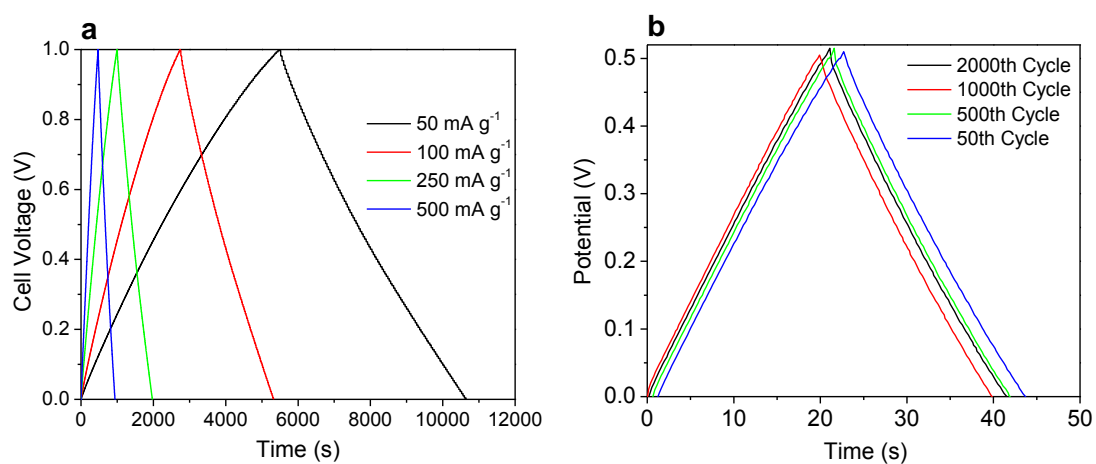 a
1.0
0.8
0.6
0.4
0.2
0.0
Cell Voltage (V)
50 mA g⁻¹
100 mA g⁻¹
250 mA g⁻¹
500 mA g⁻¹
0 2000 4000 6000 8000 10000 12000
Time (s)
b
0.5
0.4
0.3
0.2
0.1
0.0
Potential (V)
2000th Cycle
1000th Cycle
500th Cycle
50th Cycle
0 10 20 30 40 50
Time (s)